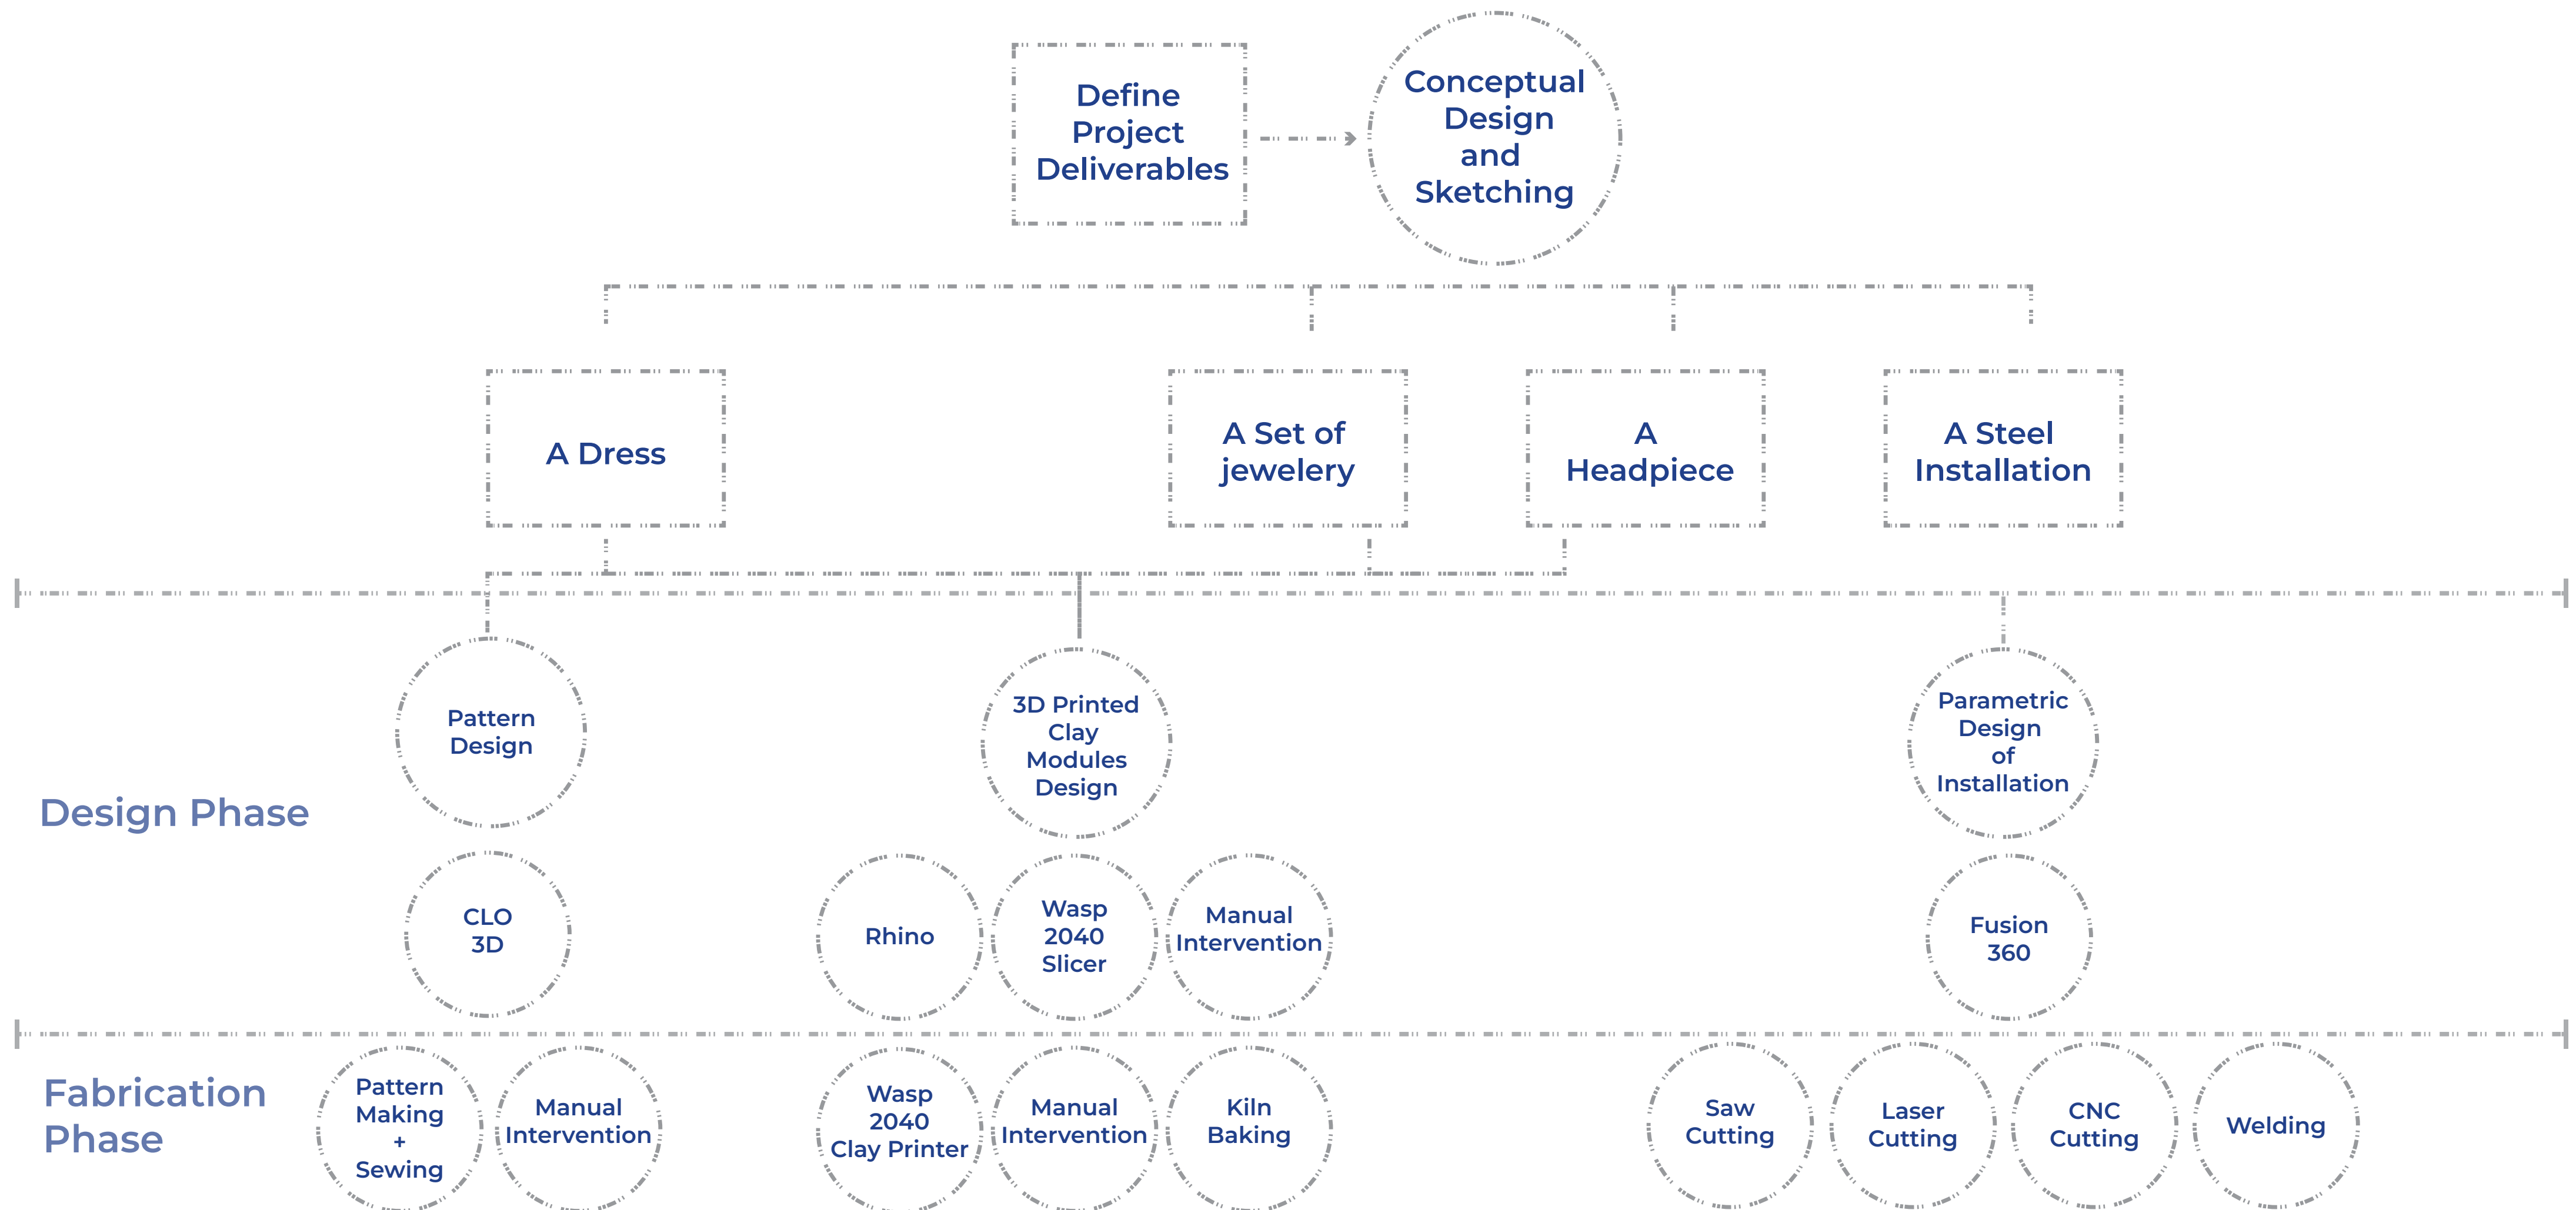 Define
Project
Deliverables
Conceptual
Design
and
Sketching
A Dress
A Set of
jewelery
A
Headpiece
A Steel
Installation
Design Phase
Pattern
Design
3D Printed
Clay
Modules
Design
Parametric
Design
of
Installation
CLO
3D
Rhino
Wasp
2040
Slicer
Manual
Intervention
Fusion
360
Fabrication
Phase
Pattern
Making
+
Sewing
Manual
Intervention
Wasp
2040
Clay Printer
Manual
Intervention
Kiln
Baking
Saw
Cutting
Laser
Cutting
CNC
Cutting
Welding